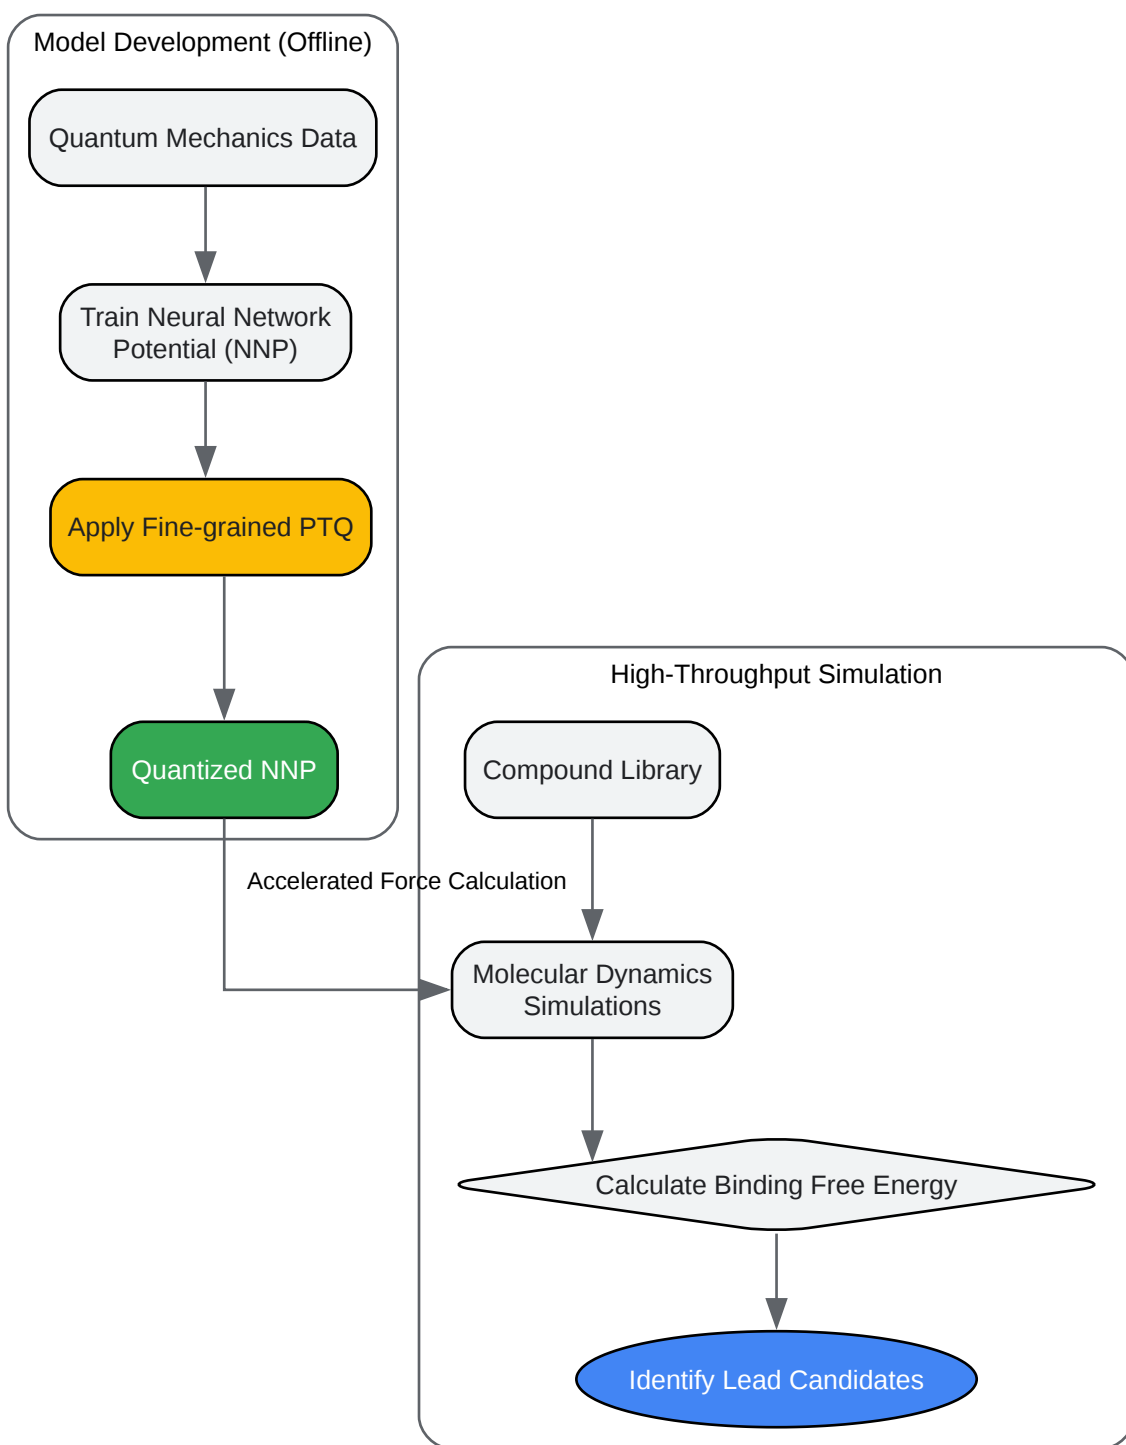 Model Development (Offline)
Quantum Mechanics Data
Train Neural Network
Potential (NNP)
Apply Fine-grained PTQ
Quantized NNP
High-Throughput Simulation
Compound Library
Accelerated Force Calculation
Molecular Dynamics
Simulations
Calculate Binding Free Energy
Identify Lead Candidates